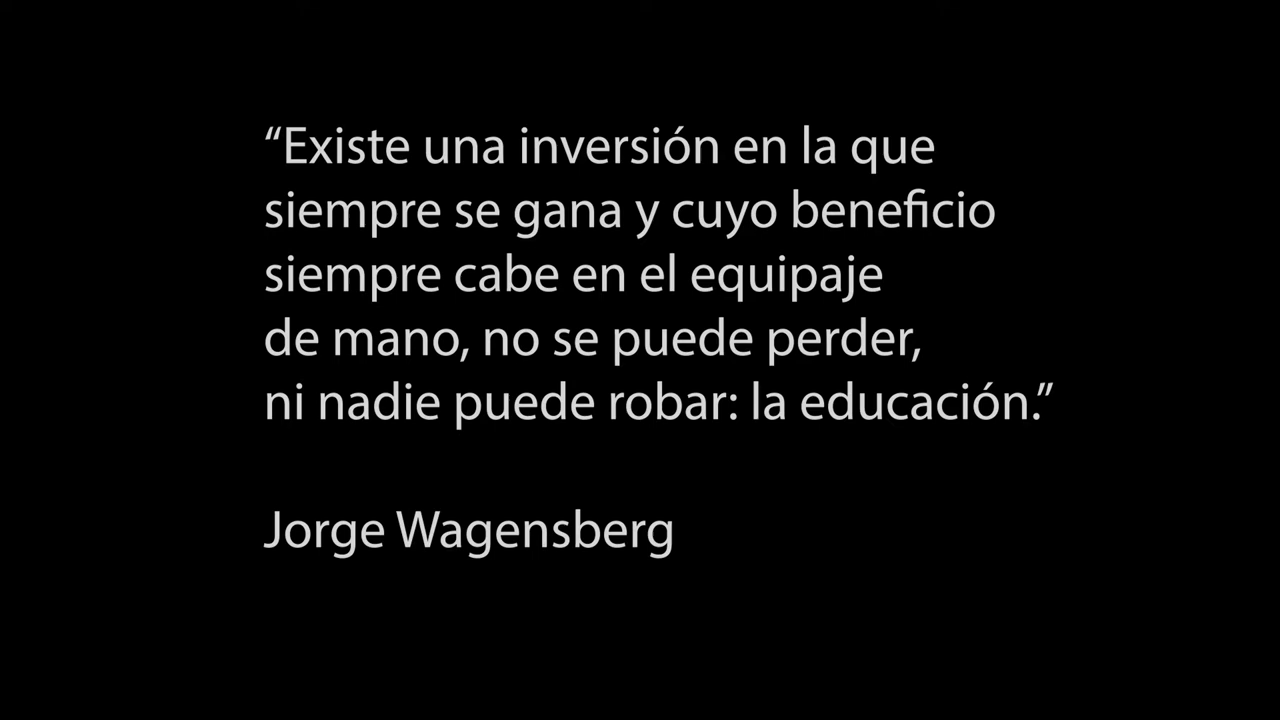 “Existe una inversión en la que
siempre se gana y cuyo beneficio
siempre cabe en el equipaje
de mano, no se puede perder,
ni nadie puede robar: la educación.”
Jorge Wagensberg